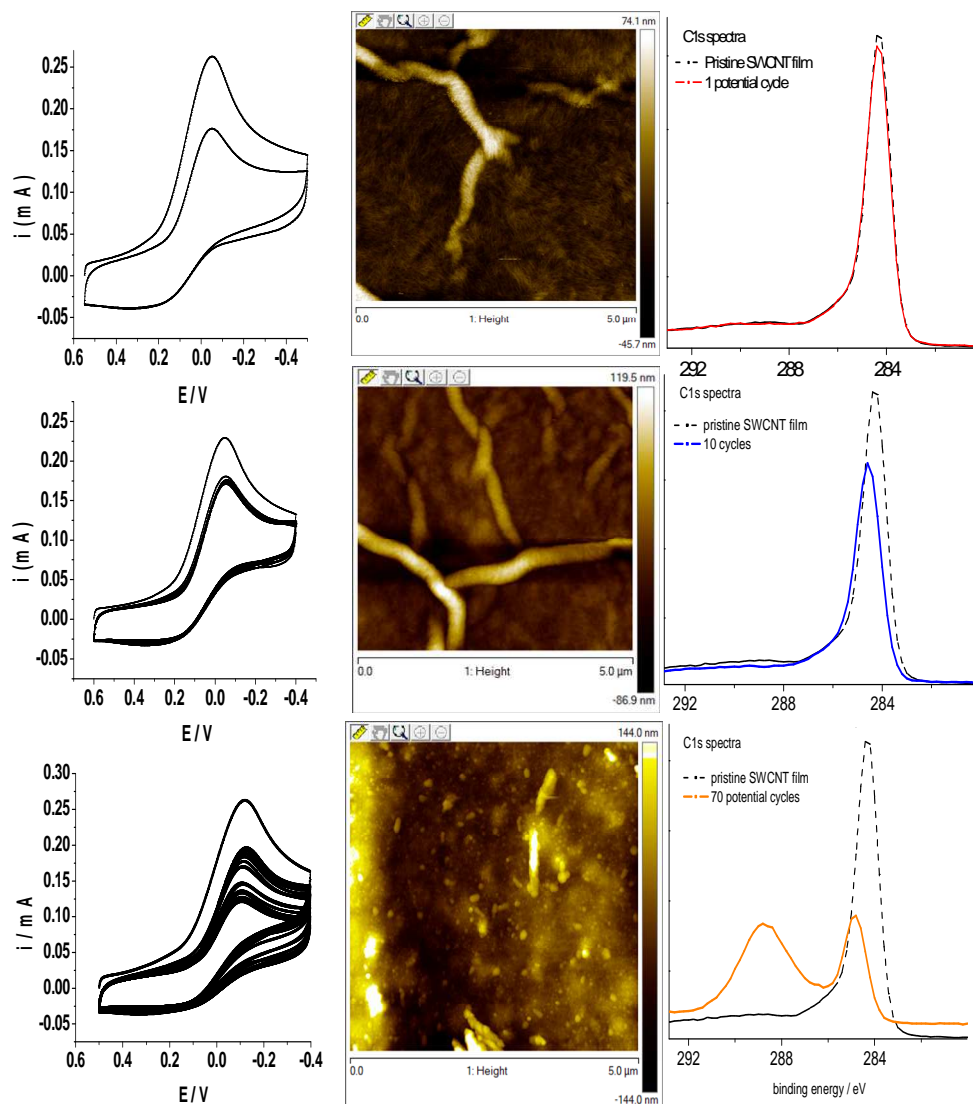 0.25
0.20
0.15
0.10
0.05
0.00
-0.05
i (mA)
0.6 0.4 0.2 0.0 -0.2 -0.4
E / V
74.1 nm
0.0 5.0 µm
1: Height
-45.7 nm
C1s spectra
Pristine SWCNT film
1 potential cycle
292 288 284
0.25
0.20
0.15
0.10
0.05
0.00
-0.05
i (mA)
0.6 0.4 0.2 0.0 -0.2 -0.4
E / V
119.5 nm
0.0 5.0 µm
1: Height
-86.9 nm
C1s spectra
pristine SWCNT film
10 cycles
292 288 284
0.30
0.25
0.20
0.15
0.10
0.05
0.00
-0.05
i / mA
0.6 0.4 0.2 0.0 -0.2 -0.4
E / V
144.0 nm
0.0 5.0 µm
1: Height
-144.0 nm
C1s spectra
pristine SWCNT film
70 potential cycles
292 288 284
binding energy / eV